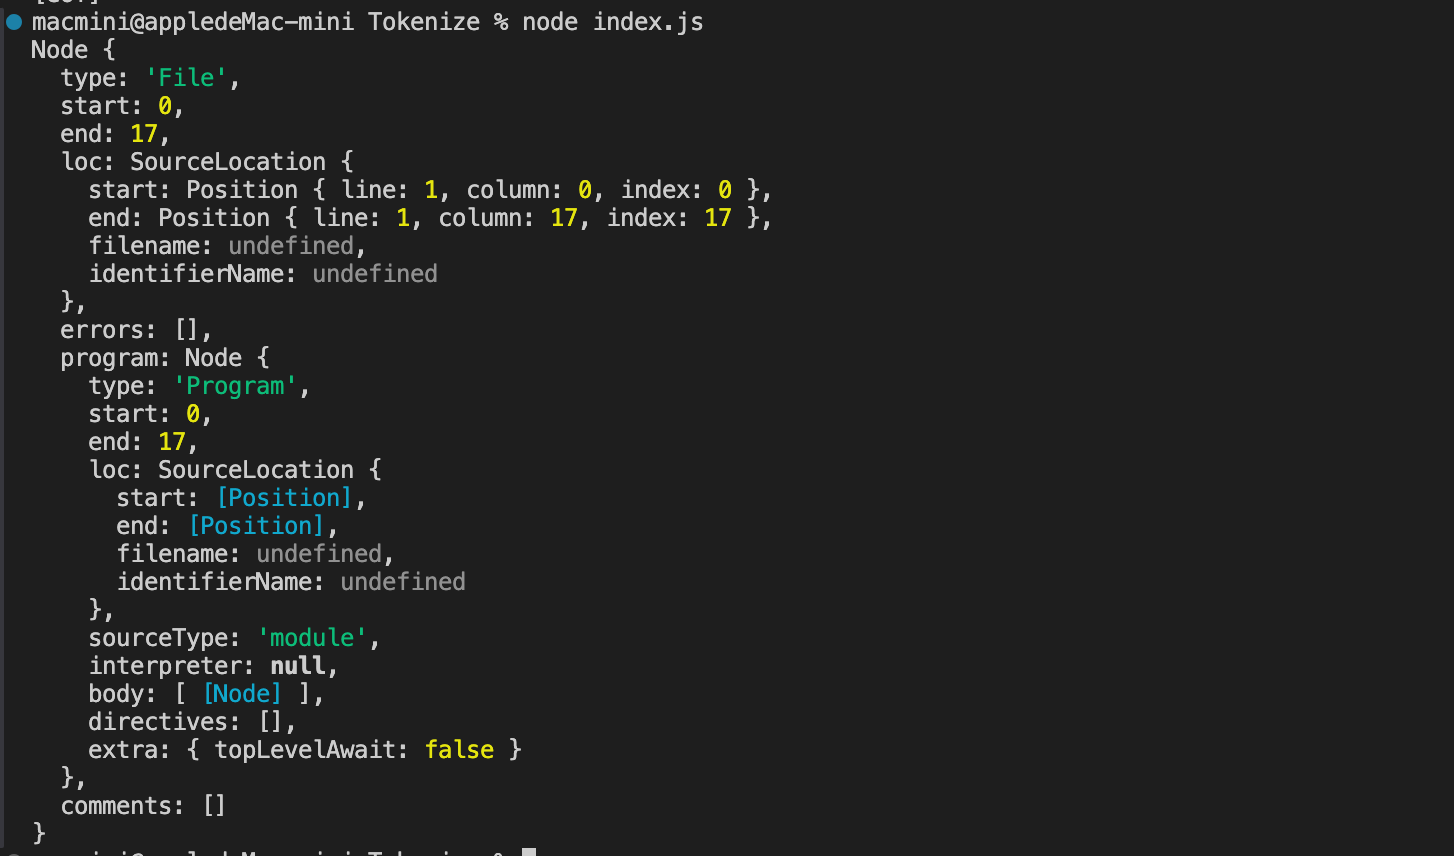 macmini@appledeMac-mini Tokenize % node index.js
Node {
  type: 'File',
  start: 0,
  end: 17,
  loc: SourceLocation {
    start: Position { line: 1, column: 0, index: 0 },
    end: Position { line: 1, column: 17, index: 17 },
    filename: undefined,
    identifierName: undefined
  },
  errors: [],
  program: Node {
    type: 'Program',
    start: 0,
    end: 17,
    loc: SourceLocation {
      start: [Position],
      end: [Position],
      filename: undefined,
      identifierName: undefined
    },
    sourceType: 'module',
    interpreter: null,
    body: [ [Node] ],
    directives: [],
    extra: { topLevelAwait: false }
  },
  comments: []
}